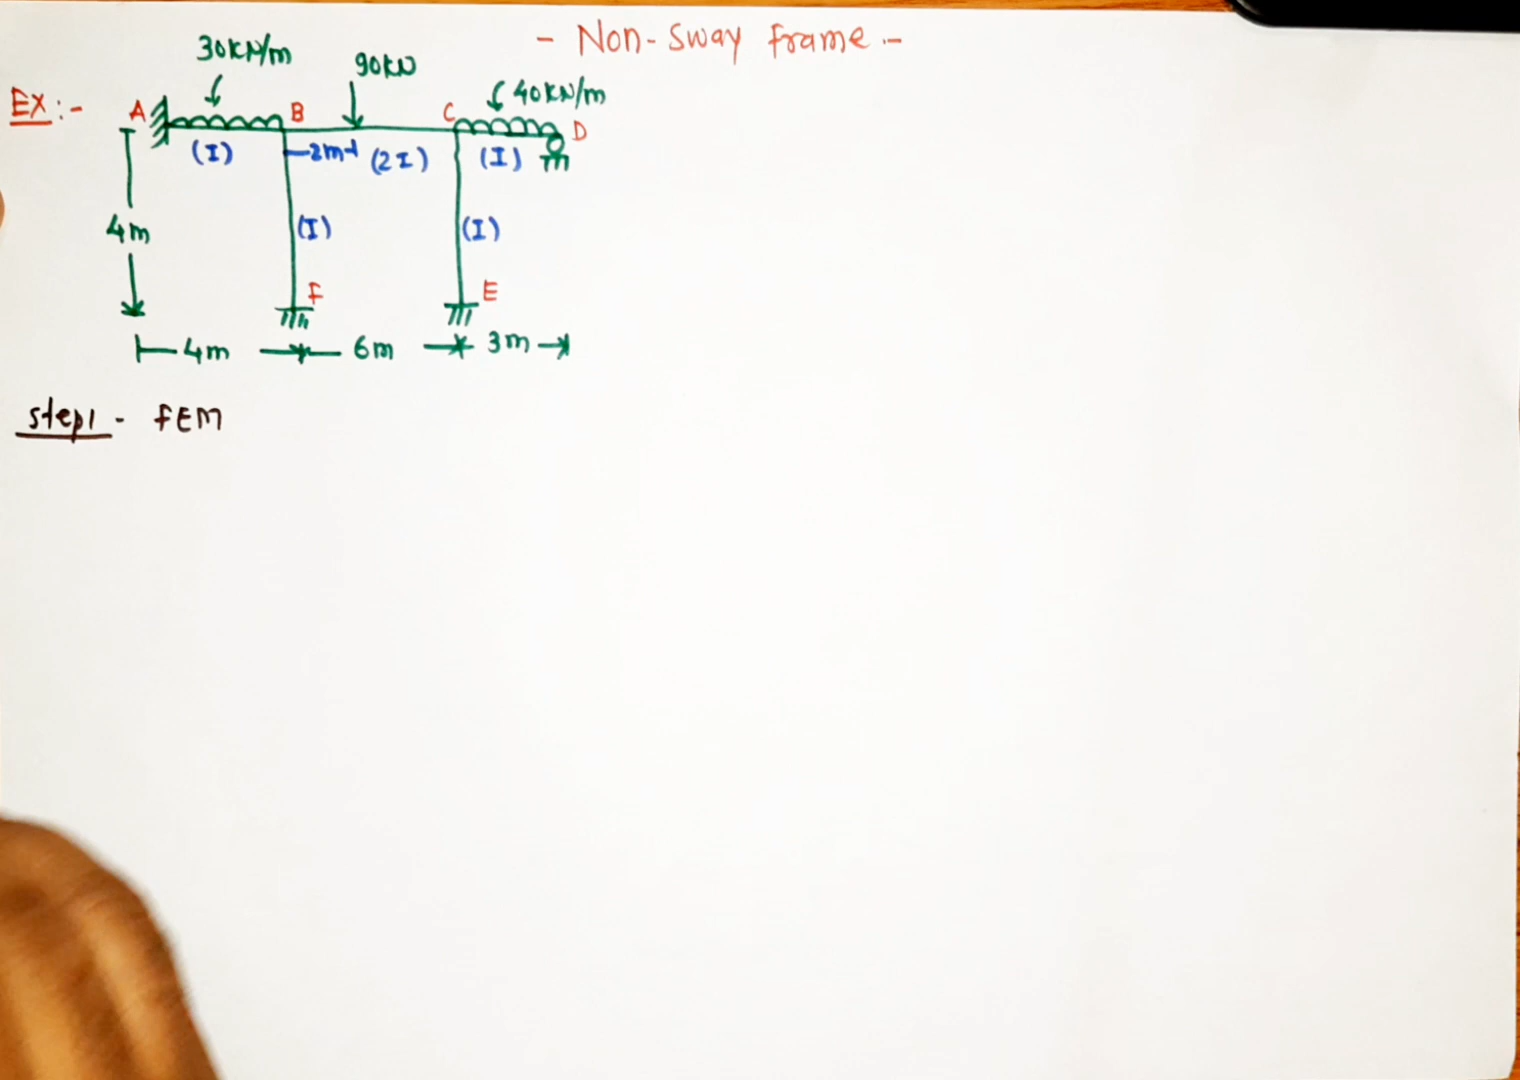 - Non-Sway frame -
30kN/m
90kN
40kN/m
EX:- A B C D
(I) 2m (2I) (I)
4m (I) (I)
F E
4m 6m 3m
step1 - FEM